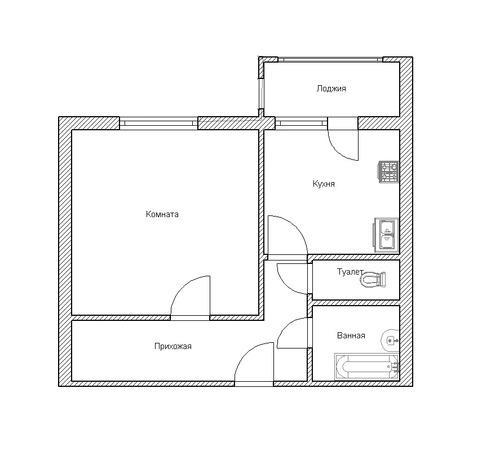 Лоджия
Кухня
Комната
Туалет
Ванная
Прихожая